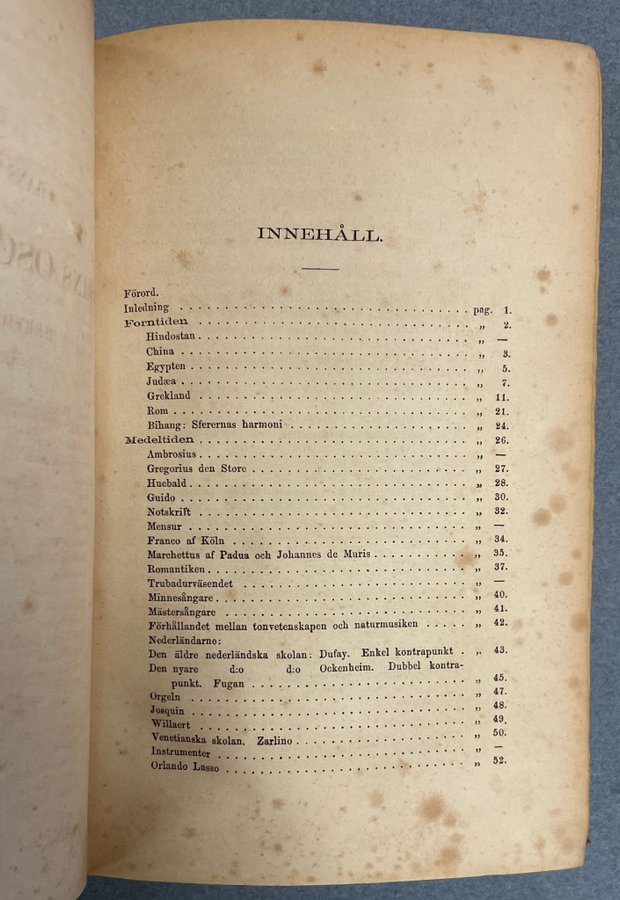 INNEHÅLL.
Förord.
Inledning . . . . . . . . . . . . . . . . . . . . . . . . . . pag. 1.
Forntiden . . . . . . . . . . . . . . . . . . . . . . . . . . „ 2.
Hindostan . . . . . . . . . . . . . . . . . . . . . . . . . . „ —
China . . . . . . . . . . . . . . . . . . . . . . . . . . „ 3.
Egypten . . . . . . . . . . . . . . . . . . . . . . . . . . „ 5.
Judæa . . . . . . . . . . . . . . . . . . . . . . . . . . „ 7.
Grekland . . . . . . . . . . . . . . . . . . . . . . . . . . „ 11.
Rom . . . . . . . . . . . . . . . . . . . . . . . . . . „ 21.
Bihang: Sferernas harmoni . . . . . . . . . . . . . . . . . . „ 24.
Medeltiden . . . . . . . . . . . . . . . . . . . . . . . . . . „ 26.
Ambrosius . . . . . . . . . . . . . . . . . . . . . . . . . . „ —
Gregorius den Store . . . . . . . . . . . . . . . . . . . . „ 27.
Hucbald . . . . . . . . . . . . . . . . . . . . . . . . . . „ 28.
Guido . . . . . . . . . . . . . . . . . . . . . . . . . . „ 30.
Notskrift . . . . . . . . . . . . . . . . . . . . . . . . . . „ 32.
Mensur . . . . . . . . . . . . . . . . . . . . . . . . . . „ —
Franco af Köln . . . . . . . . . . . . . . . . . . . . . . „ 34.
Marchettus af Padua och Johannes de Muris . . . . . . . . „ 35.
Romantiken . . . . . . . . . . . . . . . . . . . . . . . . „ 37.
Trubadurväsendet . . . . . . . . . . . . . . . . . . . . . . „ —
Minnesångare . . . . . . . . . . . . . . . . . . . . . . . . „ 40.
Mästersångare . . . . . . . . . . . . . . . . . . . . . . . . „ 41.
Förhållandet mellan tonvetenskapen och naturmusiken . . . . . „ 42.
Nederländarne:
Den äldre nederländska skolan: Dufay. Enkel kontrapunkt . „ 43.
Den nyare d:o d:o Ockenheim. Dubbel kontra-
punkt. Fugan . . . . . . . . . . . . . . . . . . . . . . „ 45.
Orgeln . . . . . . . . . . . . . . . . . . . . . . . . . . „ 47.
Josquin . . . . . . . . . . . . . . . . . . . . . . . . . . „ 48.
Willaert . . . . . . . . . . . . . . . . . . . . . . . . . . „ 49.
Venetianska skolan. Zarlino . . . . . . . . . . . . . . . . „ 50.
Instrumenter . . . . . . . . . . . . . . . . . . . . . . . . „ —
Orlando Lasso . . . . . . . . . . . . . . . . . . . . . . . . „ 52.